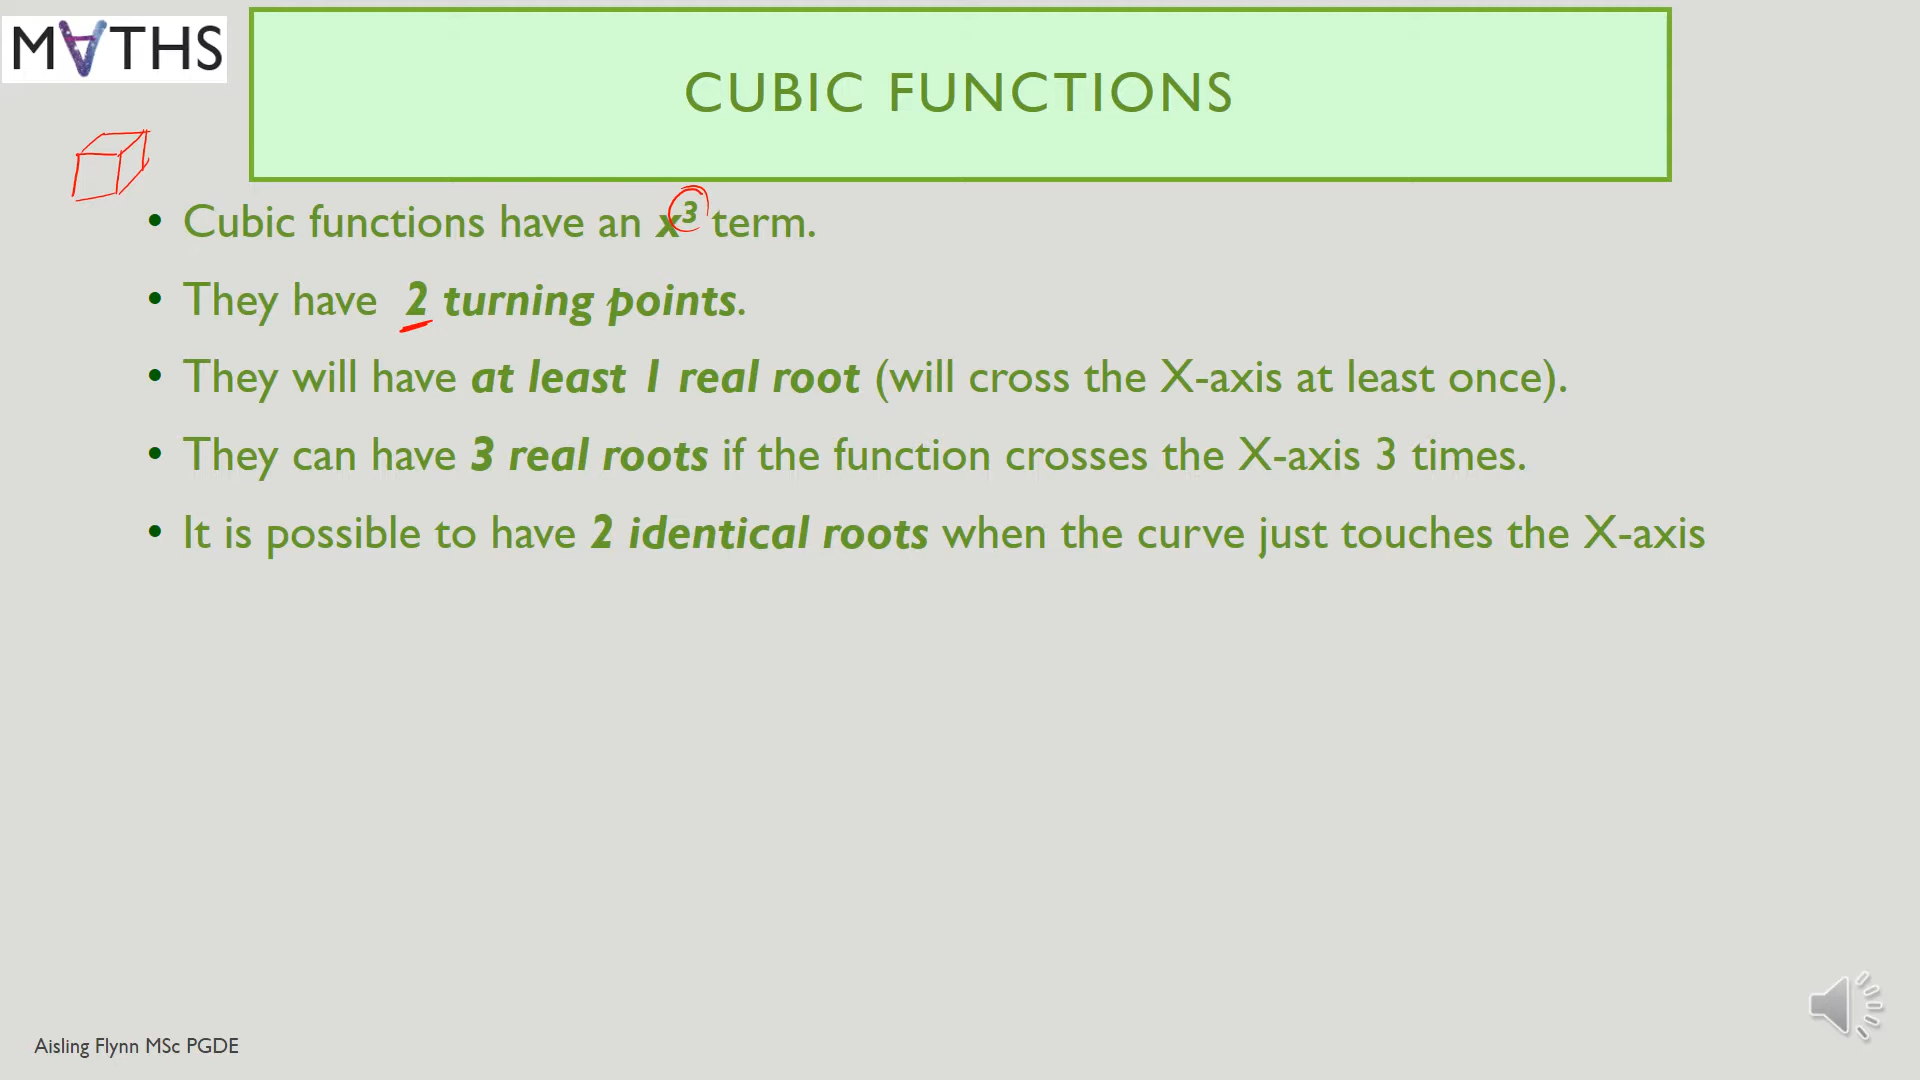 M∀THS
CUBIC FUNCTIONS
• Cubic functions have an x³ term.
• They have 2 turning points.
• They will have at least 1 real root (will cross the X-axis at least once).
• They can have 3 real roots if the function crosses the X-axis 3 times.
• It is possible to have 2 identical roots when the curve just touches the X-axis
Aisling Flynn MSc PGDE